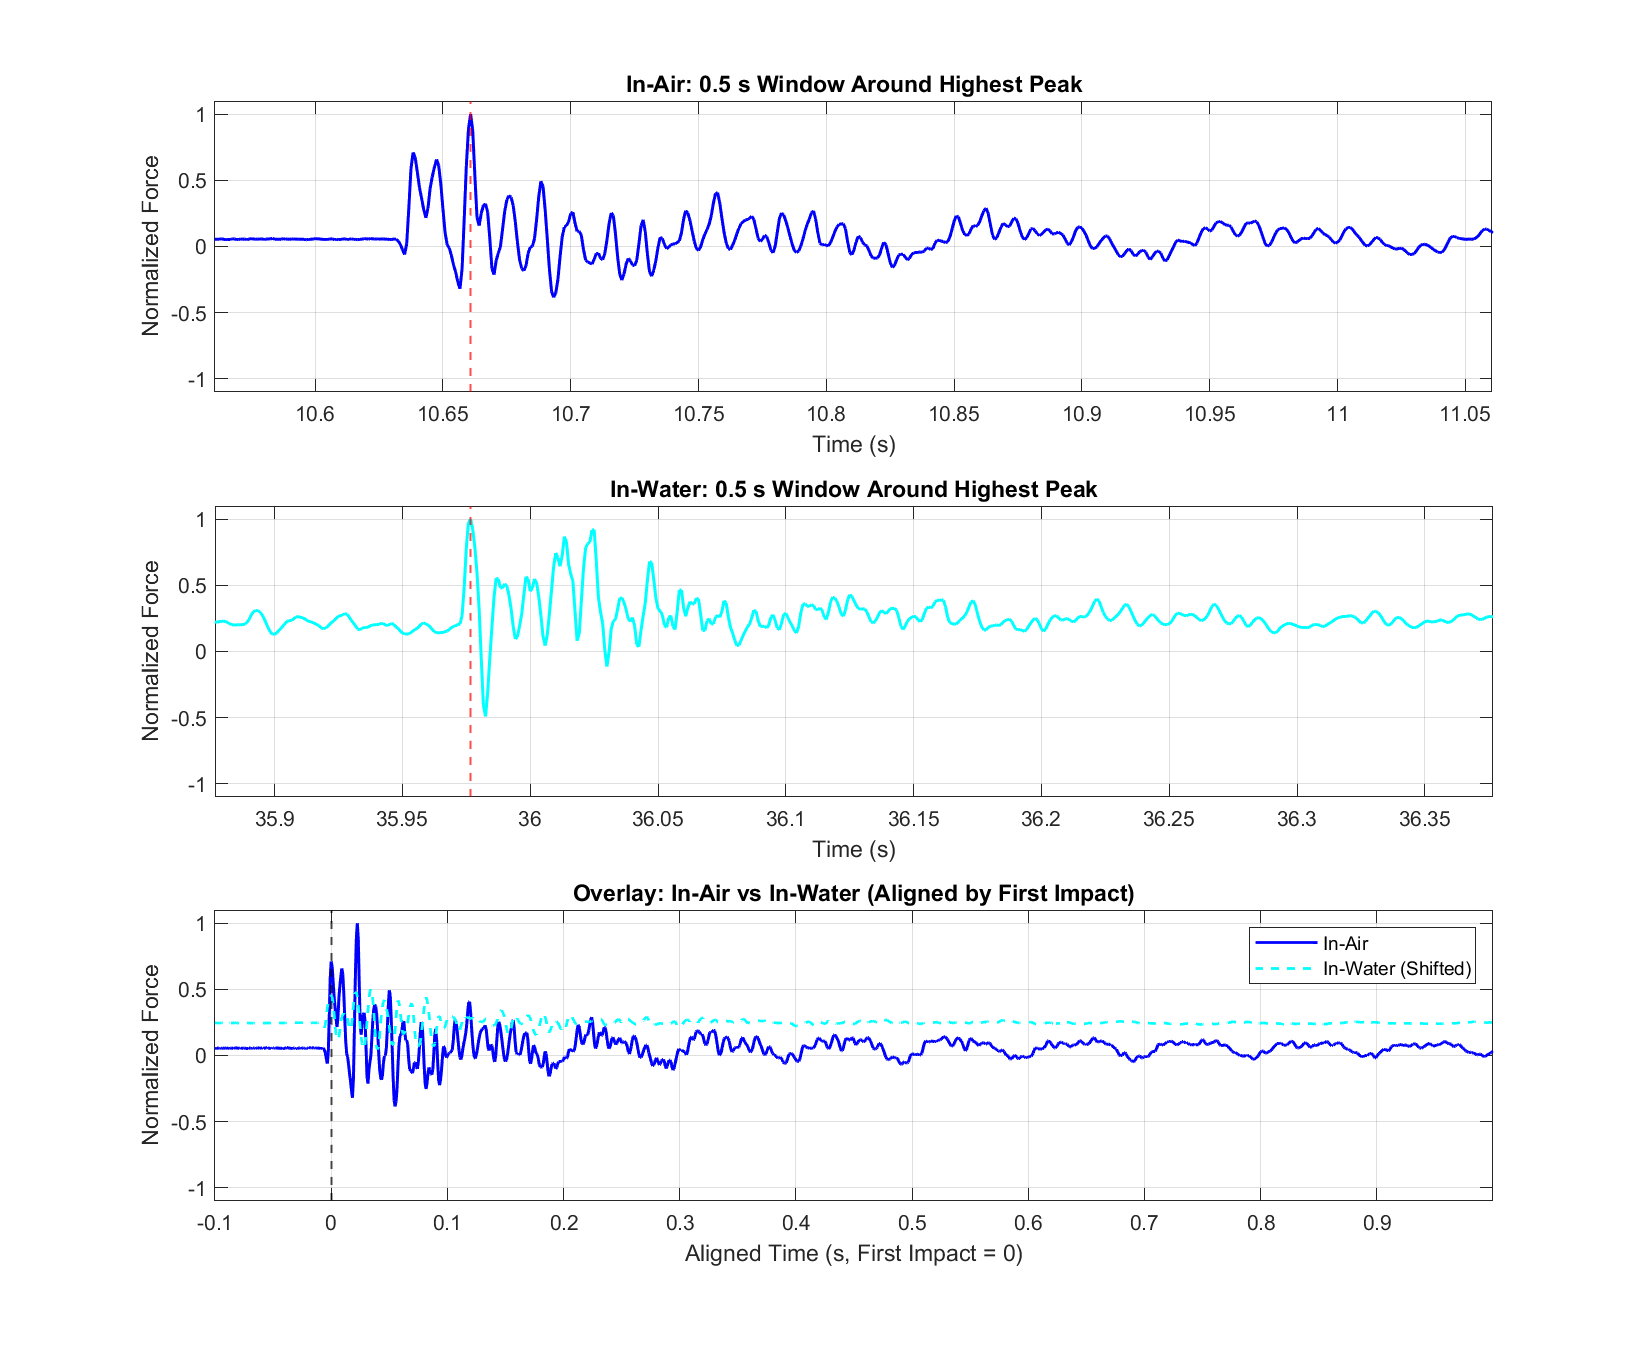 In-Air: 0.5 s Window Around Highest Peak
Normalized Force
1
0.5
0
-0.5
-1
10.6 10.65 10.7 10.75 10.8 10.85 10.9 10.95 11 11.05
Time (s)
In-Water: 0.5 s Window Around Highest Peak
Normalized Force
1
0.5
0
-0.5
-1
35.9 35.95 36 36.05 36.1 36.15 36.2 36.25 36.3 36.35
Time (s)
Overlay: In-Air vs In-Water (Aligned by First Impact)
Normalized Force
1
0.5
0
-0.5
-1
In-Air
In-Water (Shifted)
-0.1 0 0.1 0.2 0.3 0.4 0.5 0.6 0.7 0.8 0.9
Aligned Time (s, First Impact = 0)